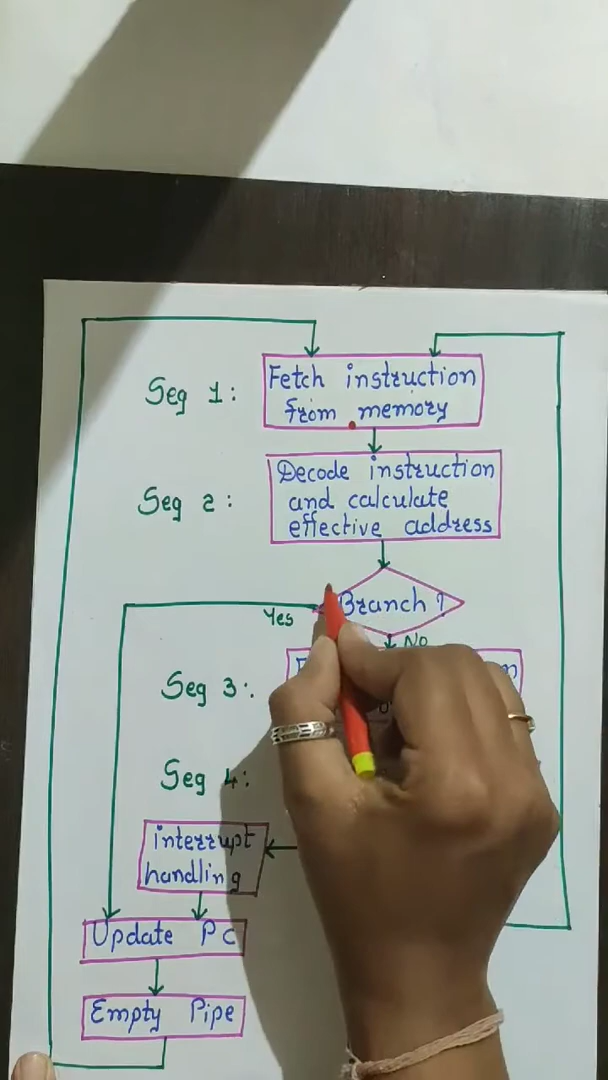 Seg 1:
Fetch instruction
from memory
Seg 2:
Decode instruction
and calculate
effective address
Branch ?
Yes
No
Seg 3:
Seg 4:
interrupt
handling
Update Pc
Empty Pipe